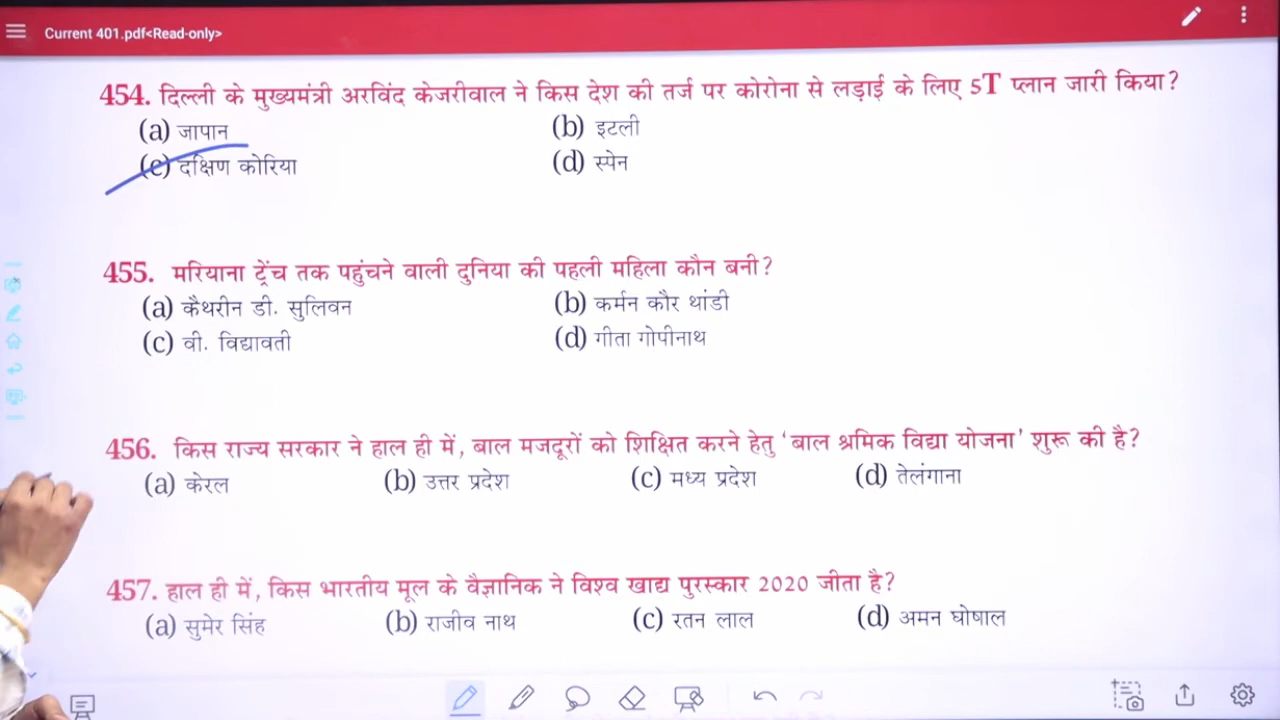 Current 401.pdf<Read-only>
454. दिल्ली के मुख्यमंत्री अरविंद केजरीवाल ने किस देश की तर्ज पर कोरोना से लड़ाई के लिए 5T प्लान जारी किया?
(a) जापान (b) इटली
(c) दक्षिण कोरिया (d) स्पेन
455. मरियाना ट्रेंच तक पहुंचने वाली दुनिया की पहली महिला कौन बनी?
(a) कैथरीन डी. सुलिवन (b) कर्मन कौर थांडी
(c) वी. विद्यावती (d) गीता गोपीनाथ
456. किस राज्य सरकार ने हाल ही में, बाल मजदूरों को शिक्षित करने हेतु 'बाल श्रमिक विद्या योजना' शुरू की है?
(a) केरल (b) उत्तर प्रदेश (c) मध्य प्रदेश (d) तेलंगाना
457. हाल ही में, किस भारतीय मूल के वैज्ञानिक ने विश्व खाद्य पुरस्कार 2020 जीता है?
(a) सुमेर सिंह (b) राजीव नाथ (c) रतन लाल (d) अमन घोषाल